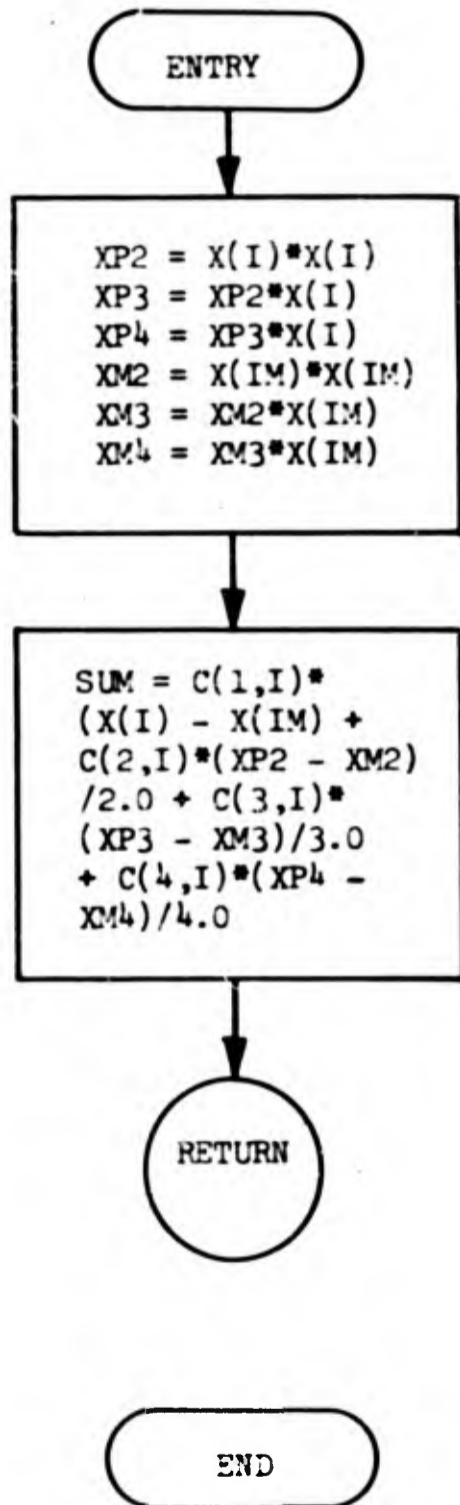 ENTRY
XP2 = X(I)*X(I)
XP3 = XP2*X(I)
XP4 = XP3*X(I)
XM2 = X(IM)*X(IM)
XM3 = XM2*X(IM)
XM4 = XM3*X(IM)
SUM = C(1,I)*
(X(I) - X(IM) +
C(2,I)*(XP2 - XM2)
/2.0 + C(3,I)*
(XP3 - XM3)/3.0
+ C(4,I)*(XP4 -
XM4)/4.0
RETURN
END